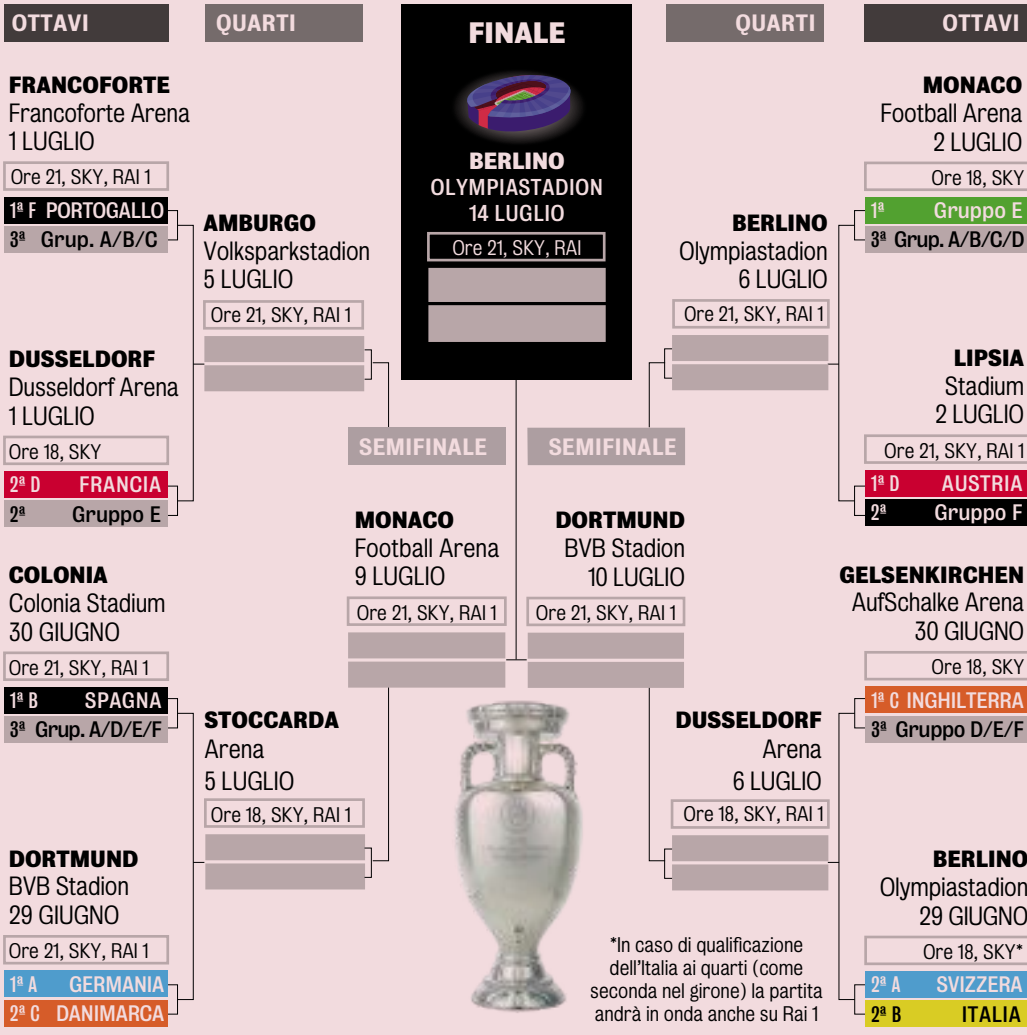 OTTAVI
FRANCOFORTE
Francoforte Arena
1 LUGLIO
Ore 21, SKY, RAI 1
1ª F PORTOGALLO
3ª Grup. A/B/C
DUSSELDORF
Dusseldorf Arena
1 LUGLIO
Ore 18, SKY
2ª D FRANCIA
2ª Gruppo E
COLONIA
Colonia Stadium
30 GIUGNO
Ore 21, SKY, RAI 1
1ª B SPAGNA
3ª Grup. A/D/E/F
DORTMUND
BVB Stadion
29 GIUGNO
Ore 21, SKY, RAI 1
1ª A GERMANIA
2ª C DANIMARCA
QUARTI
AMBURGO
Volksparkstadion
5 LUGLIO
Ore 21, SKY, RAI 1
STOCCARDA
Arena
5 LUGLIO
Ore 18, SKY, RAI 1
SEMIFINALE
MONACO
Football Arena
9 LUGLIO
Ore 21, SKY, RAI 1
FINALE
BERLINO
OLYMPIASTADION
14 LUGLIO
Ore 21, SKY, RAI
SEMIFINALE
DORTMUND
BVB Stadion
10 LUGLIO
Ore 21, SKY, RAI 1
QUARTI
BERLINO
Olympiastadion
6 LUGLIO
Ore 21, SKY, RAI 1
DUSSELDORF
Arena
6 LUGLIO
Ore 18, SKY, RAI 1
OTTAVI
MONACO
Football Arena
2 LUGLIO
Ore 18, SKY
1ª Gruppo E
3ª Grup. A/B/C/D
LIPSIA
Stadium
2 LUGLIO
Ore 21, SKY, RAI 1
1ª D AUSTRIA
2ª Gruppo F
GELSENKIRCHEN
AufSchalke Arena
30 GIUGNO
Ore 18, SKY
1ª C INGHILTERRA
3ª Gruppo D/E/F
BERLINO
Olympiastadion
29 GIUGNO
Ore 18, SKY*
2ª A SVIZZERA
2ª B ITALIA
*In caso di qualificazione
dell'Italia ai quarti (come
seconda nel girone) la partita
andrà in onda anche su Rai 1